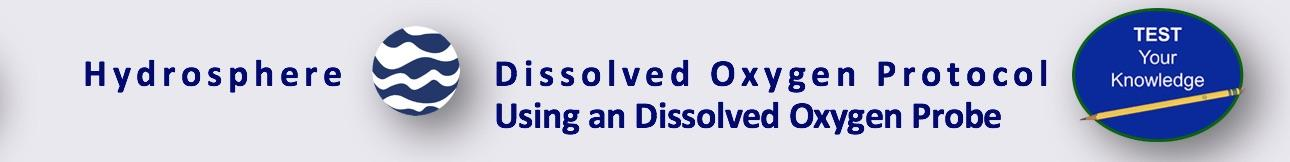 Hydrosphere
Dissolved Oxygen Protocol
Using an Dissolved Oxygen Probe
TEST
Your
Knowledge